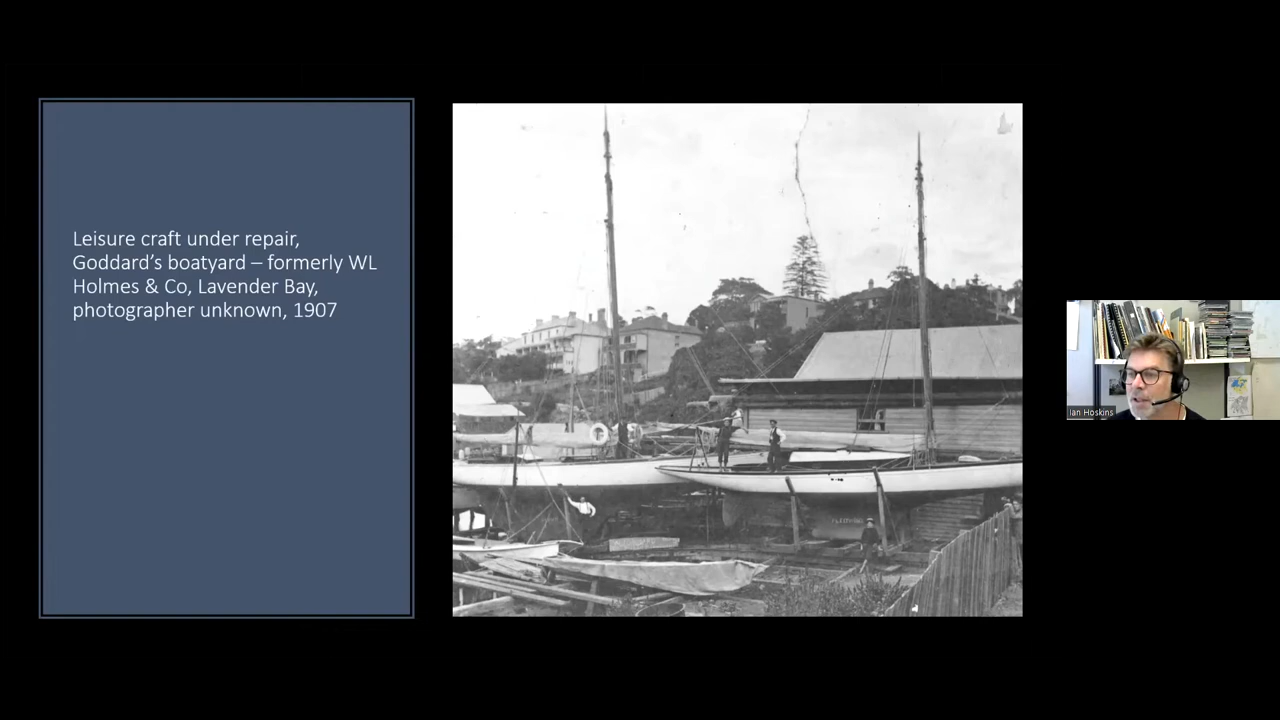 Leisure craft under repair,
Goddard's boatyard – formerly WL
Holmes & Co, Lavender Bay,
photographer unknown, 1907
Ian Hoskins